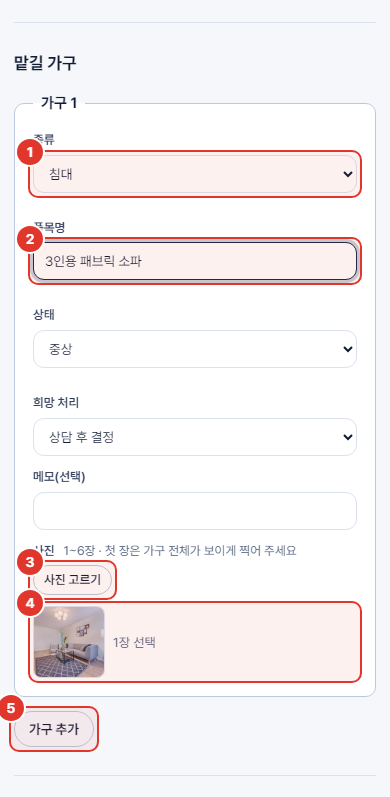 맡길 가구
가구 1
종류
1
침대
품목명
2
3인용 패브릭 소파
상태
중상
희망 처리
상담 후 결정
메모(선택)
사진 1~6장 · 첫 장은 가구 전체가 보이게 찍어 주세요
3
사진 고르기
4
1장 선택
5
가구 추가